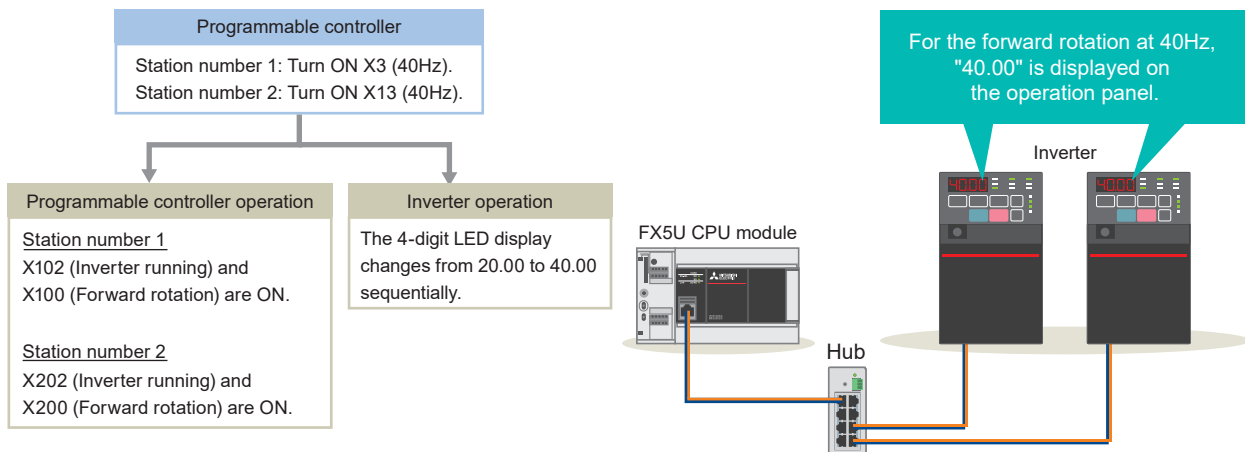 Programmable controller
Station number 1: Turn ON X3 (40Hz).
Station number 2: Turn ON X13 (40Hz).
Programmable controller operation
Station number 1
X102 (Inverter running) and
X100 (Forward rotation) are ON.
Station number 2
X202 (Inverter running) and
X200 (Forward rotation) are ON.
Inverter operation
The 4-digit LED display
changes from 20.00 to 40.00
sequentially.
For the forward rotation at 40Hz,
"40.00" is displayed on
the operation panel.
Inverter
40.00
40.00
FX5U CPU module
Hub